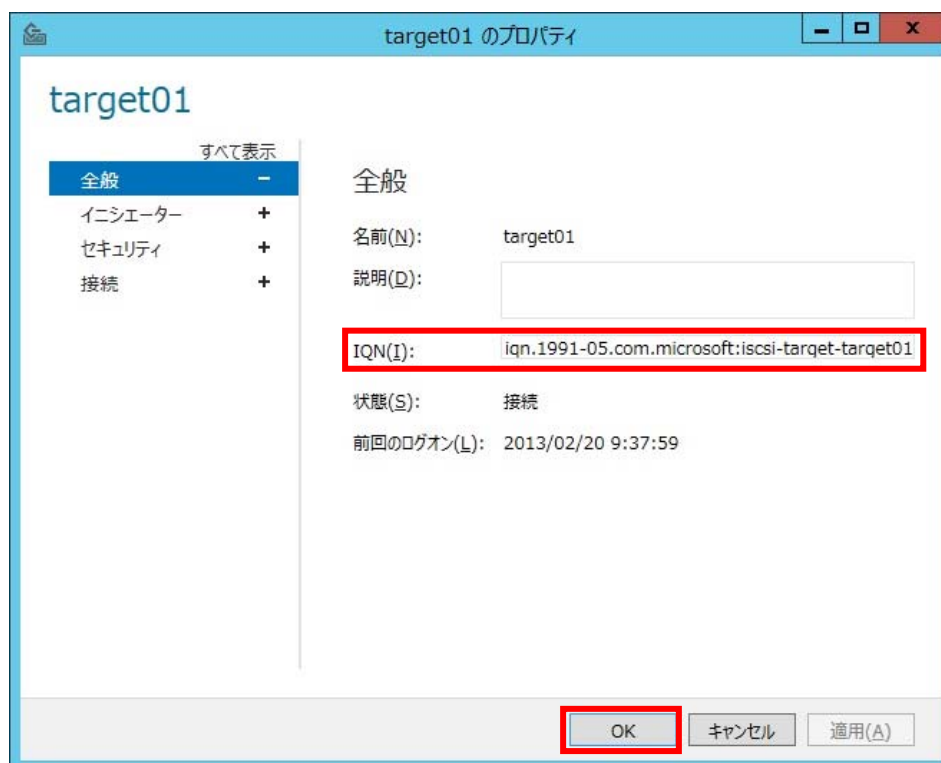 target01 のプロパティ
target01
すべて表示
全般 −
イニシエーター +
セキュリティ +
接続 +
全般
名前(N): target01
説明(D):
IQN(I): iqn.1991-05.com.microsoft:iscsi-target-target01
状態(S): 接続
前回のログオン(L): 2013/02/20 9:37:59
OK キャンセル 適用(A)